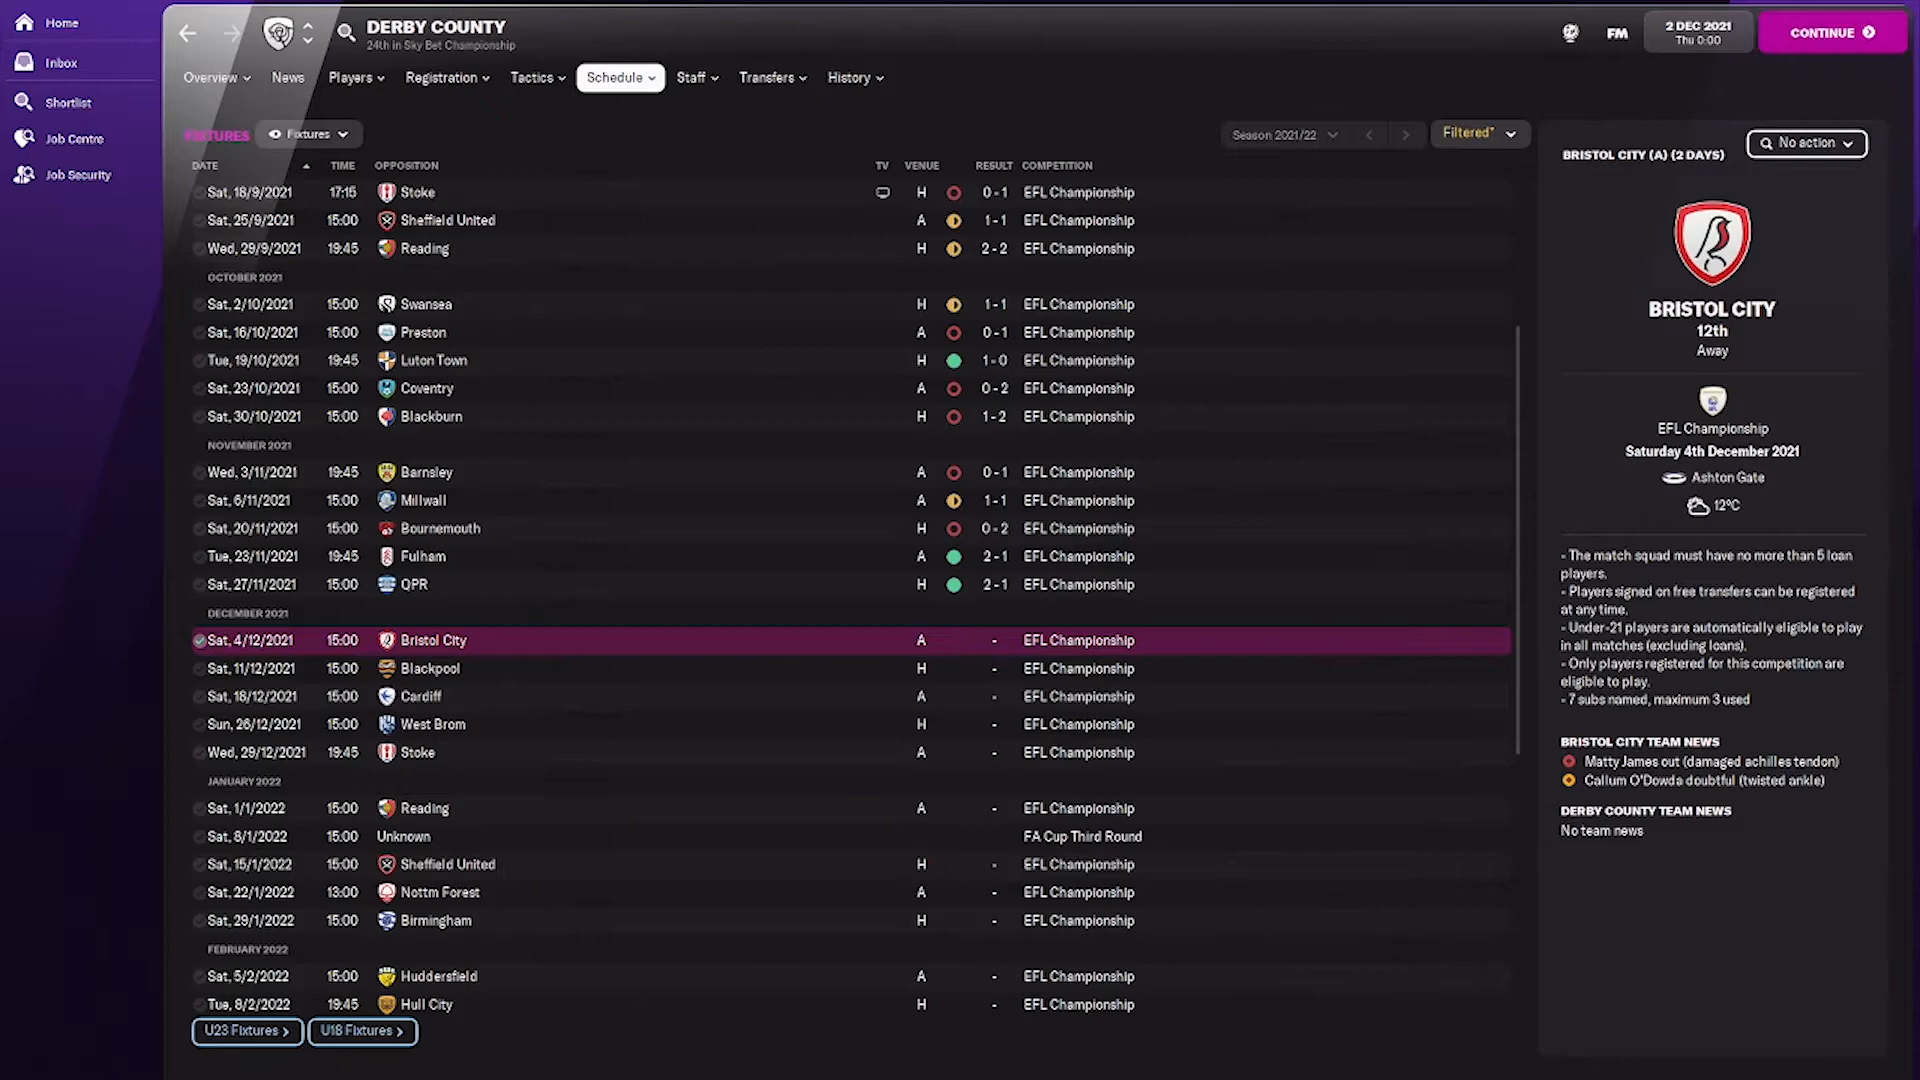 Home
Inbox
Shortlist
Job Centre
Job Security
DERBY COUNTY
24th in Sky Bet Championship
FM
2 DEC 2021
Thu 0:00
CONTINUE
Overview News Players Registration Tactics Schedule Staff Transfers History
FIXTURES Fixtures Season 2021/22 Filtered*
DATE TIME OPPOSITION TV VENUE RESULT COMPETITION
Sat, 18/9/2021 17:15 Stoke H 0 - 1 EFL Championship
Sat, 25/9/2021 15:00 Sheffield United A 1 - 1 EFL Championship
Wed, 29/9/2021 19:45 Reading H 2 - 2 EFL Championship
OCTOBER 2021
Sat, 2/10/2021 15:00 Swansea H 1 - 1 EFL Championship
Sat, 16/10/2021 15:00 Preston A 0 - 1 EFL Championship
Tue, 19/10/2021 19:45 Luton Town H 1 - 0 EFL Championship
Sat, 23/10/2021 15:00 Coventry A 0 - 2 EFL Championship
Sat, 30/10/2021 15:00 Blackburn H 1 - 2 EFL Championship
NOVEMBER 2021
Wed, 3/11/2021 19:45 Barnsley A 0 - 1 EFL Championship
Sat, 6/11/2021 15:00 Millwall A 1 - 1 EFL Championship
Sat, 20/11/2021 15:00 Bournemouth H 0 - 2 EFL Championship
Tue, 23/11/2021 19:45 Fulham A 2 - 1 EFL Championship
Sat, 27/11/2021 15:00 QPR H 2 - 1 EFL Championship
DECEMBER 2021
Sat, 4/12/2021 15:00 Bristol City A - EFL Championship
Sat, 11/12/2021 15:00 Blackpool H - EFL Championship
Sat, 18/12/2021 15:00 Cardiff A - EFL Championship
Sun, 26/12/2021 15:00 West Brom H - EFL Championship
Wed, 29/12/2021 19:45 Stoke A - EFL Championship
JANUARY 2022
Sat, 1/1/2022 15:00 Reading A - EFL Championship
Sat, 8/1/2022 15:00 Unknown FA Cup Third Round
Sat, 15/1/2022 15:00 Sheffield United H - EFL Championship
Sat, 22/1/2022 13:00 Nottm Forest A - EFL Championship
Sat, 29/1/2022 15:00 Birmingham H - EFL Championship
FEBRUARY 2022
Sat, 5/2/2022 15:00 Huddersfield A - EFL Championship
Tue, 8/2/2022 19:45 Hull City H - EFL Championship
U23 Fixtures > U18 Fixtures >
BRISTOL CITY (A) (2 DAYS) No action
BRISTOL CITY
12th
Away
EFL Championship
Saturday 4th December 2021
Ashton Gate
12°C
- The match squad must have no more than 5 loan
players.
- Players signed on free transfers can be registered
at any time.
- Under-21 players are automatically eligible to play
in all matches (excluding loans).
- Only players registered for this competition are
eligible to play.
- 7 subs named, maximum 3 used
BRISTOL CITY TEAM NEWS
Matty James out (damaged achilles tendon)
Callum O'Dowda doubtful (twisted ankle)
DERBY COUNTY TEAM NEWS
No team news